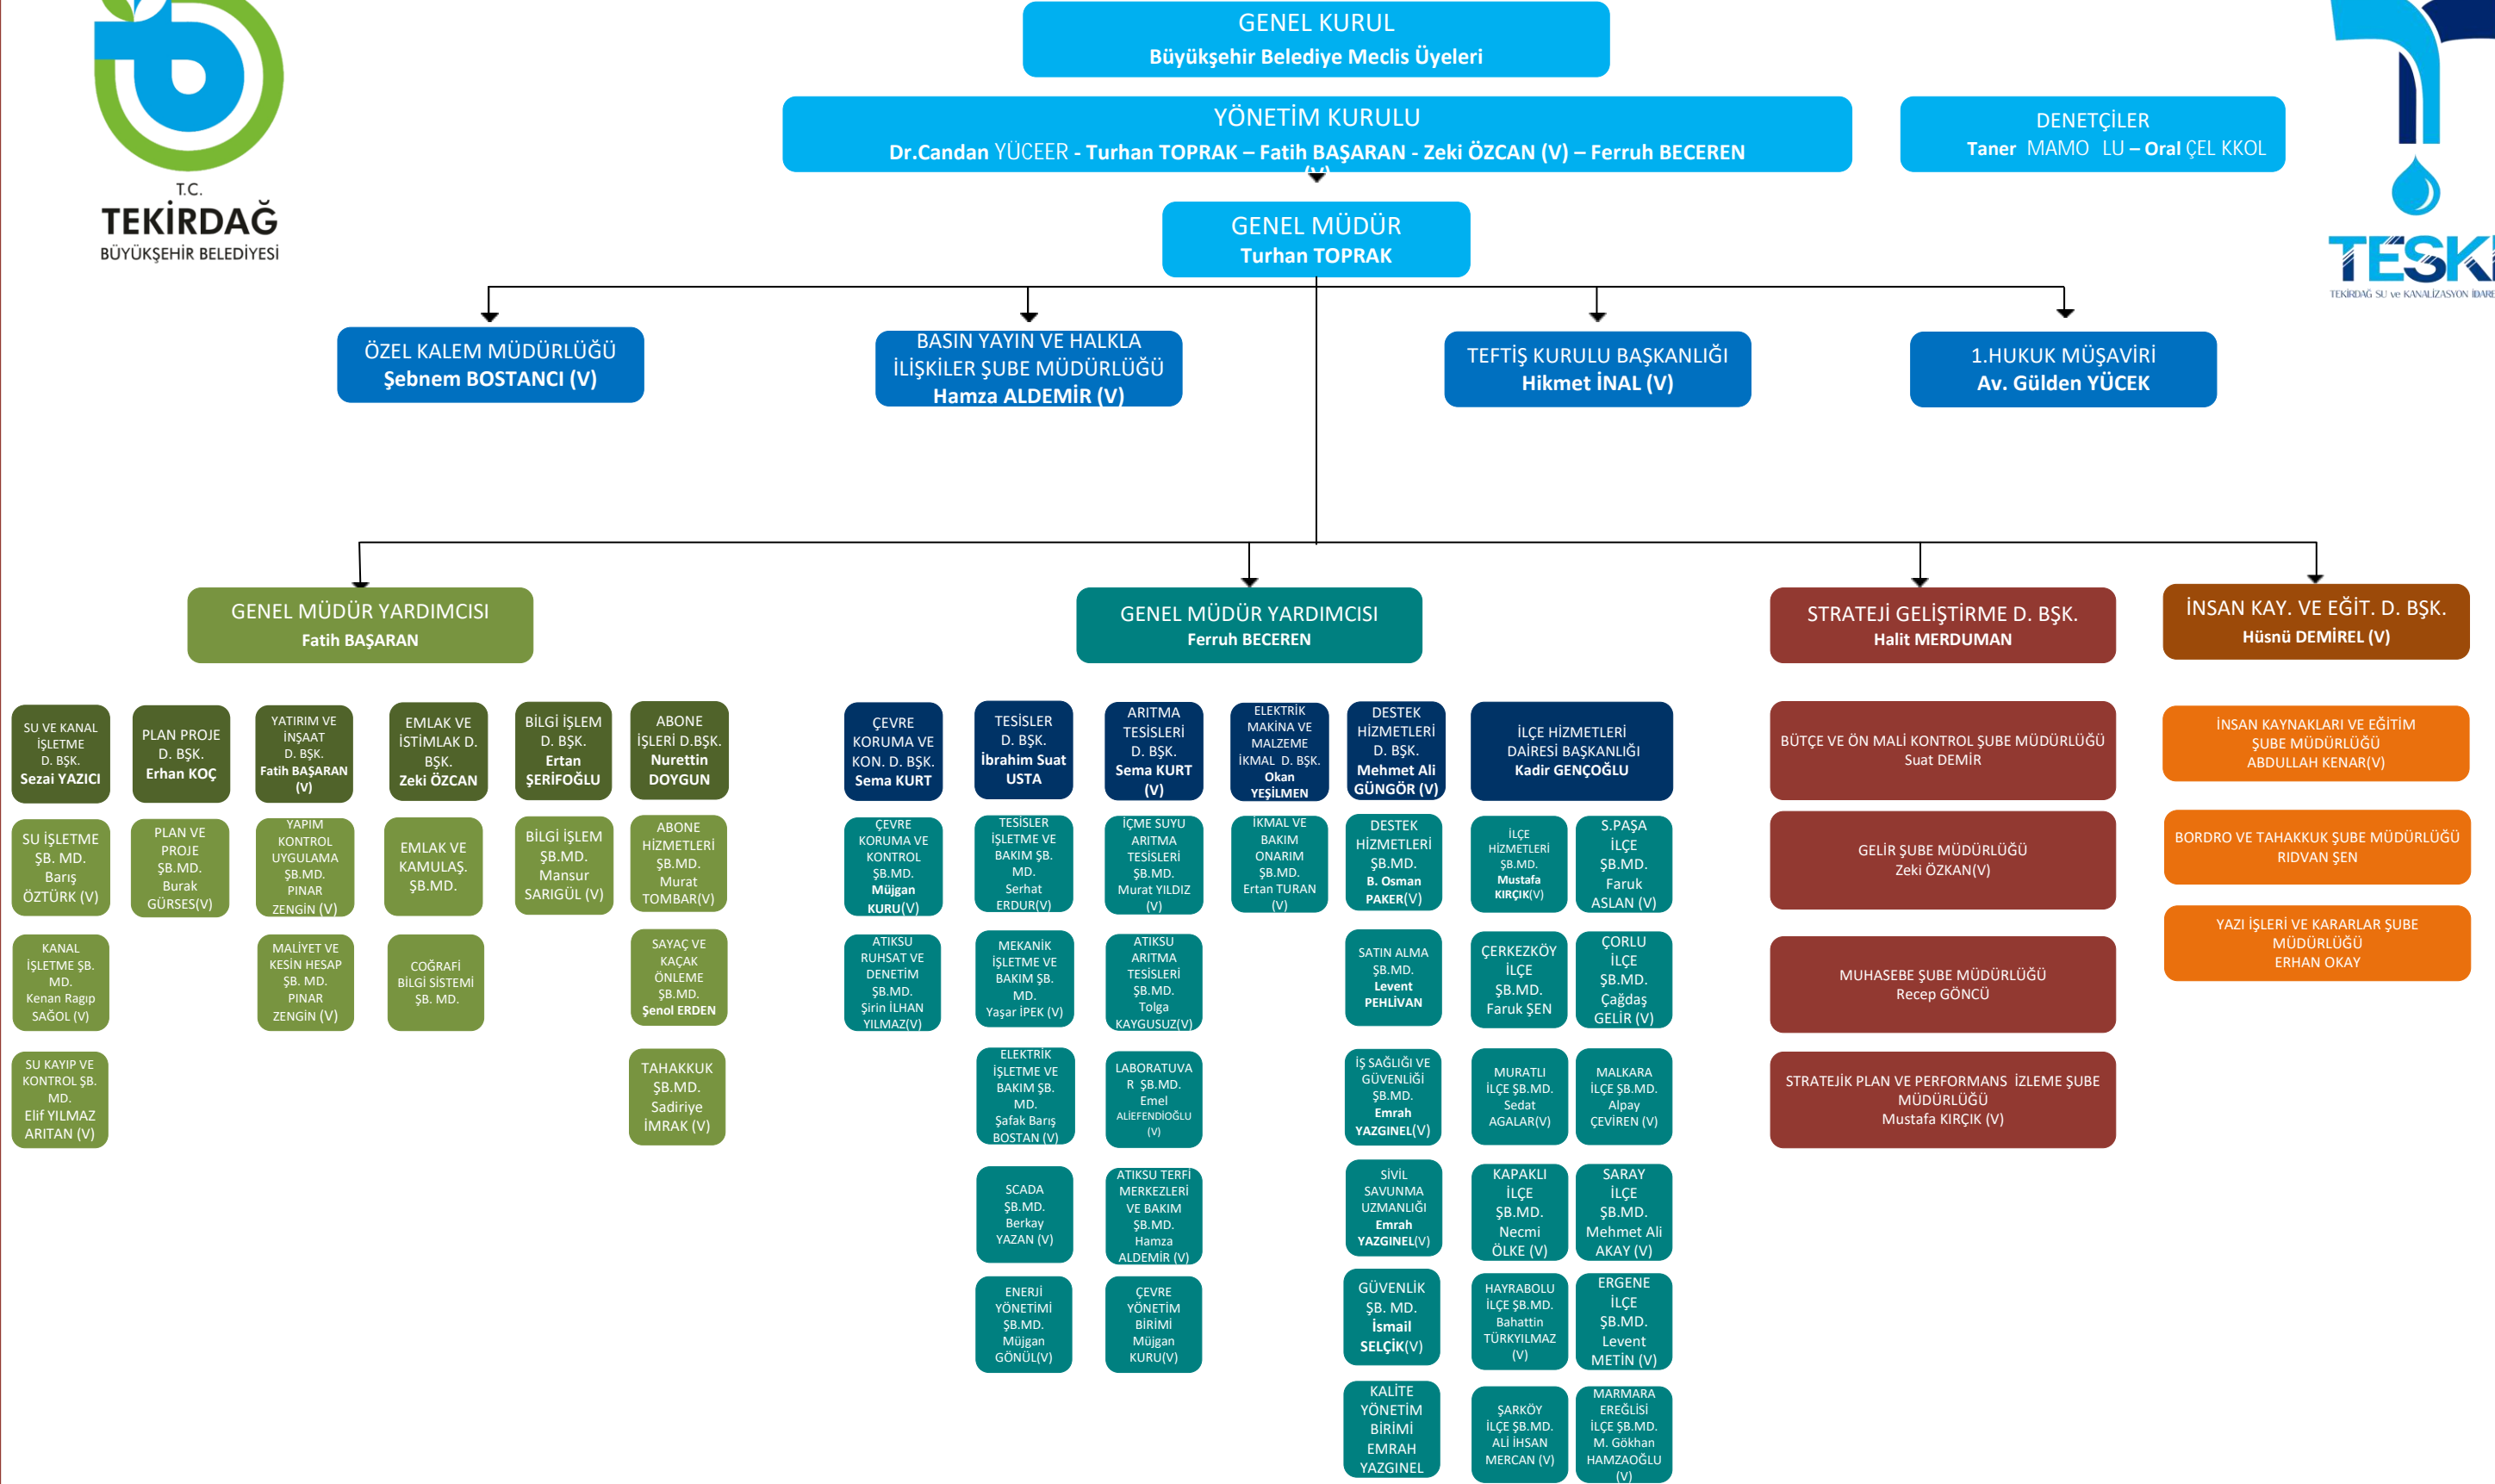 T.C.
TEKİRDAĞ
BÜYÜKŞEHİR BELEDİYESİ
GENEL KURUL
Büyükşehir Belediye Meclis Üyeleri
YÖNETİM KURULU
Dr.Candan YÜCEER - Turhan TOPRAK – Fatih BAŞARAN - Zeki ÖZCAN (V) – Ferruh BECEREN
(V)
DENETÇİLER
Taner MAMO LU – Oral ÇEL KKOL
TESKİ
TEKİRDAĞ SU ve KANALİZASYON İDARE
GENEL MÜDÜR
Turhan TOPRAK
ÖZEL KALEM MÜDÜRLÜĞÜ
Şebnem BOSTANCI (V)
BASIN YAYIN VE HALKLA
İLİŞKİLER ŞUBE MÜDÜRLÜĞÜ
Hamza ALDEMİR (V)
TEFTİŞ KURULU BAŞKANLIĞI
Hikmet İNAL (V)
1.HUKUK MÜŞAVİRİ
Av. Gülden YÜCEK
GENEL MÜDÜR YARDIMCISI
Fatih BAŞARAN
GENEL MÜDÜR YARDIMCISI
Ferruh BECEREN
STRATEJİ GELİŞTİRME D. BŞK.
Halit MERDUMAN
İNSAN KAY. VE EĞİT. D. BŞK.
Hüsnü DEMİREL (V)
SU VE KANAL
İŞLETME
D. BŞK.
Sezai YAZICI
SU İŞLETME
ŞB. MD.
Barış
ÖZTÜRK (V)
KANAL
İŞLETME ŞB.
MD.
Kenan Ragıp
SAĞOL (V)
SU KAYIP VE
KONTROL ŞB.
MD.
Elif YILMAZ
ARITAN (V)
PLAN PROJE
D. BŞK.
Erhan KOÇ
PLAN VE
PROJE
ŞB.MD.
Burak
GÜRSES(V)
YATIRIM VE
İNŞAAT
D. BŞK.
Fatih BAŞARAN
(V)
YAPIM
KONTROL
UYGULAMA
ŞB.MD.
PINAR
ZENGİN (V)
MALİYET VE
KESİN HESAP
ŞB. MD.
PINAR
ZENGİN (V)
EMLAK VE
İSTİMLAK D.
BŞK.
Zeki ÖZCAN
EMLAK VE
KAMULAŞ.
ŞB.MD.
COĞRAFİ
BİLGİ SİSTEMİ
ŞB. MD.
BİLGİ İŞLEM
D. BŞK.
Ertan
ŞERİFOĞLU
BİLGİ İŞLEM
ŞB.MD.
Mansur
SARIGÜL (V)
ABONE
İŞLERİ D.BŞK.
Nurettin
DOYGUN
ABONE
HİZMETLERİ
ŞB.MD.
Murat
TOMBAR(V)
SAYAÇ VE
KAÇAK
ÖNLEME
ŞB.MD.
Şenol ERDEN
TAHAKKUK
ŞB.MD.
Sadiriye
İMRAK (V)
ÇEVRE
KORUMA VE
KON. D. BŞK.
Sema KURT
ÇEVRE
KORUMA VE
KONTROL
ŞB.MD.
Müjgan
KURU(V)
ATIKSU
RUHSAT VE
DENETİM
ŞB.MD.
Şirin İLHAN
YILMAZ(V)
TESİSLER
D. BŞK.
İbrahim Suat
USTA
TESİSLER
İŞLETME VE
BAKIM ŞB.
MD.
Serhat
ERDUR(V)
MEKANİK
İŞLETME VE
BAKIM ŞB.
MD.
Yaşar İPEK (V)
ELEKTRİK
İŞLETME VE
BAKIM ŞB.
MD.
Şafak Barış
BOSTAN (V)
SCADA
ŞB.MD.
Berkay
YAZAN (V)
ENERJİ
YÖNETİMİ
ŞB.MD.
Müjgan
GÖNÜL(V)
ARITMA
TESİSLERİ
D. BŞK.
Sema KURT
(V)
İÇME SUYU
ARITMA
TESİSLERİ
ŞB.MD.
Murat YILDIZ
(V)
ATIKSU
ARITMA
TESİSLERİ
ŞB.MD.
Tolga
KAYGUSUZ(V)
LABORATUVA
R ŞB.MD.
Emel
ALİEFENDİOĞLU
(V)
ATIKSU TERFİ
MERKEZLERİ
VE BAKIM
ŞB.MD.
Hamza
ALDEMİR (V)
ÇEVRE
YÖNETİM
BİRİMİ
Müjgan
KURU(V)
ELEKTRİK
MAKİNA VE
MALZEME
İKMAL D. BŞK.
Okan
YEŞİLMEN
İKMAL VE
BAKIM
ONARIM
ŞB.MD.
Ertan TURAN
(V)
DESTEK
HİZMETLERİ
D. BŞK.
Mehmet Ali
GÜNGÖR (V)
DESTEK
HİZMETLERİ
ŞB.MD.
B. Osman
PAKER(V)
SATIN ALMA
ŞB.MD.
Levent
PEHLİVAN
İŞ SAĞLIĞI VE
GÜVENLİĞİ
ŞB.MD.
Emrah
YAZGINEL(V)
SİVİL
SAVUNMA
UZMANLIĞI
Emrah
YAZGINEL(V)
GÜVENLİK
ŞB. MD.
İsmail
SELÇİK(V)
KALİTE
YÖNETİM
BİRİMİ
EMRAH
YAZGINEL
İLÇE HİZMETLERİ
DAİRESİ BAŞKANLIĞI
Kadir GENÇOĞLU
İLÇE
HİZMETLERİ
ŞB.MD.
Mustafa
KIRÇIK(V)
ÇERKEZKÖY
İLÇE
ŞB.MD.
Faruk ŞEN
MURATLI
İLÇE ŞB.MD.
Sedat
AGALAR(V)
KAPAKLI
İLÇE
ŞB.MD.
Necmi
ÖLKE (V)
HAYRABOLU
İLÇE ŞB.MD.
Bahattin
TÜRKYILMAZ
(V)
ŞARKÖY
İLÇE ŞB.MD.
ALİ İHSAN
MERCAN (V)
S.PAŞA
İLÇE
ŞB.MD.
Faruk
ASLAN (V)
ÇORLU
İLÇE
ŞB.MD.
Çağdaş
GELİR (V)
MALKARA
İLÇE ŞB.MD.
Alpay
ÇEVİREN (V)
SARAY
İLÇE
ŞB.MD.
Mehmet Ali
AKAY (V)
ERGENE
İLÇE
ŞB.MD.
Levent
METİN (V)
MARMARA
EREĞLİSİ
İLÇE ŞB.MD.
M. Gökhan
HAMZAOĞLU
(V)
BÜTÇE VE ÖN MALİ KONTROL ŞUBE MÜDÜRLÜĞÜ
Suat DEMİR
GELİR ŞUBE MÜDÜRLÜĞÜ
Zeki ÖZKAN(V)
MUHASEBE ŞUBE MÜDÜRLÜĞÜ
Recep GÖNCÜ
STRATEJİK PLAN VE PERFORMANS İZLEME ŞUBE
MÜDÜRLÜĞÜ
Mustafa KIRÇIK (V)
İNSAN KAYNAKLARI VE EĞİTİM
ŞUBE MÜDÜRLÜĞÜ
ABDULLAH KENAR(V)
BORDRO VE TAHAKKUK ŞUBE MÜDÜRLÜĞÜ
RIDVAN ŞEN
YAZI İŞLERİ VE KARARLAR ŞUBE
MÜDÜRLÜĞÜ
ERHAN OKAY